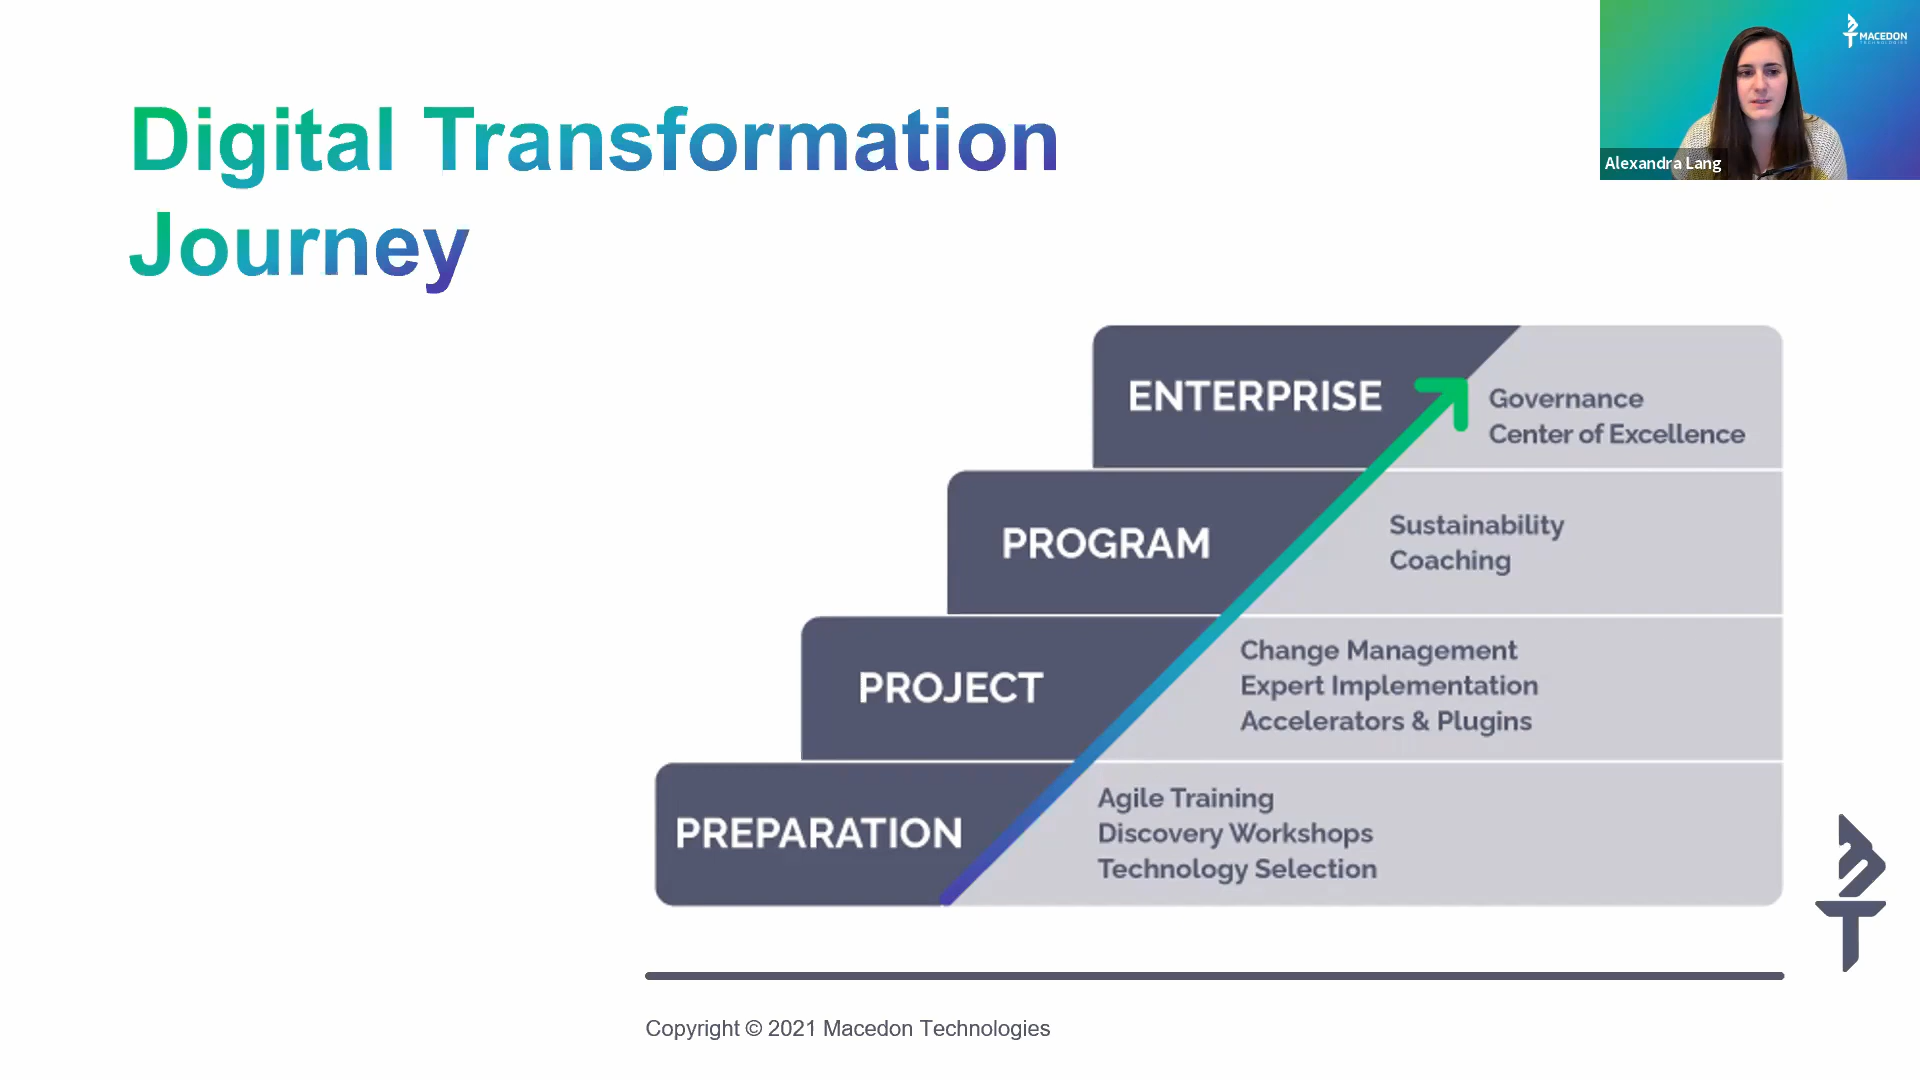 Digital Transformation
Journey
MACEDON
TECHNOLOGIES
Alexandra Lang
ENTERPRISE
Governance
Center of Excellence
PROGRAM
Sustainability
Coaching
PROJECT
Change Management
Expert Implementation
Accelerators & Plugins
PREPARATION
Agile Training
Discovery Workshops
Technology Selection
Copyright © 2021 Macedon Technologies